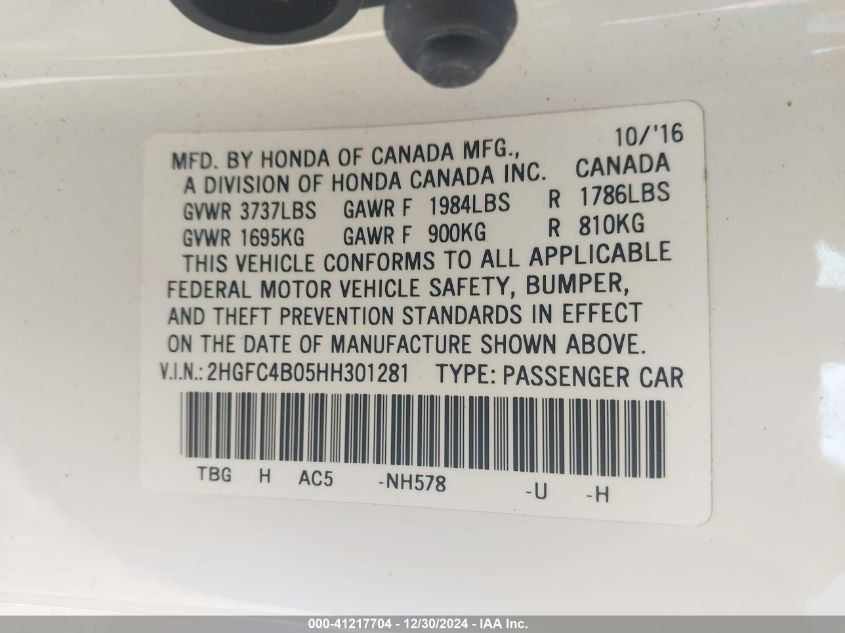 10/'16
MFD. BY HONDA OF CANADA MFG., CANADA
A DIVISION OF HONDA CANADA INC.
GVWR 3737LBS GAWR F 1984LBS R 1786LBS
GVWR 1695KG GAWR F 900KG R 810KG
THIS VEHICLE CONFORMS TO ALL APPLICABLE
FEDERAL MOTOR VEHICLE SAFETY, BUMPER,
AND THEFT PREVENTION STANDARDS IN EFFECT
ON THE DATE OF MANUFACTURE SHOWN ABOVE.
V.I.N.: 2HGFC4B05HH301281 TYPE: PASSENGER CAR
TBG H AC5 -NH578 -U -H
000-41217704 - 12/30/2024 - IAA Inc.